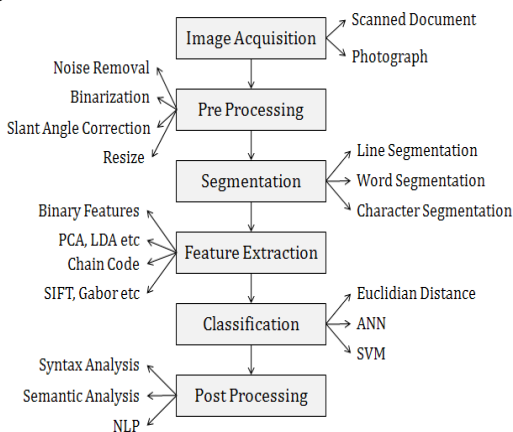 Image Acquisition
Scanned Document
Photograph
Noise Removal
Binarization
Slant Angle Correction
Resize
Pre Processing
Segmentation
Line Segmentation
Word Segmentation
Character Segmentation
Binary Features
PCA, LDA etc
Chain Code
SIFT, Gabor etc
Feature Extraction
Classification
Euclidian Distance
ANN
SVM
Syntax Analysis
Semantic Analysis
NLP
Post Processing